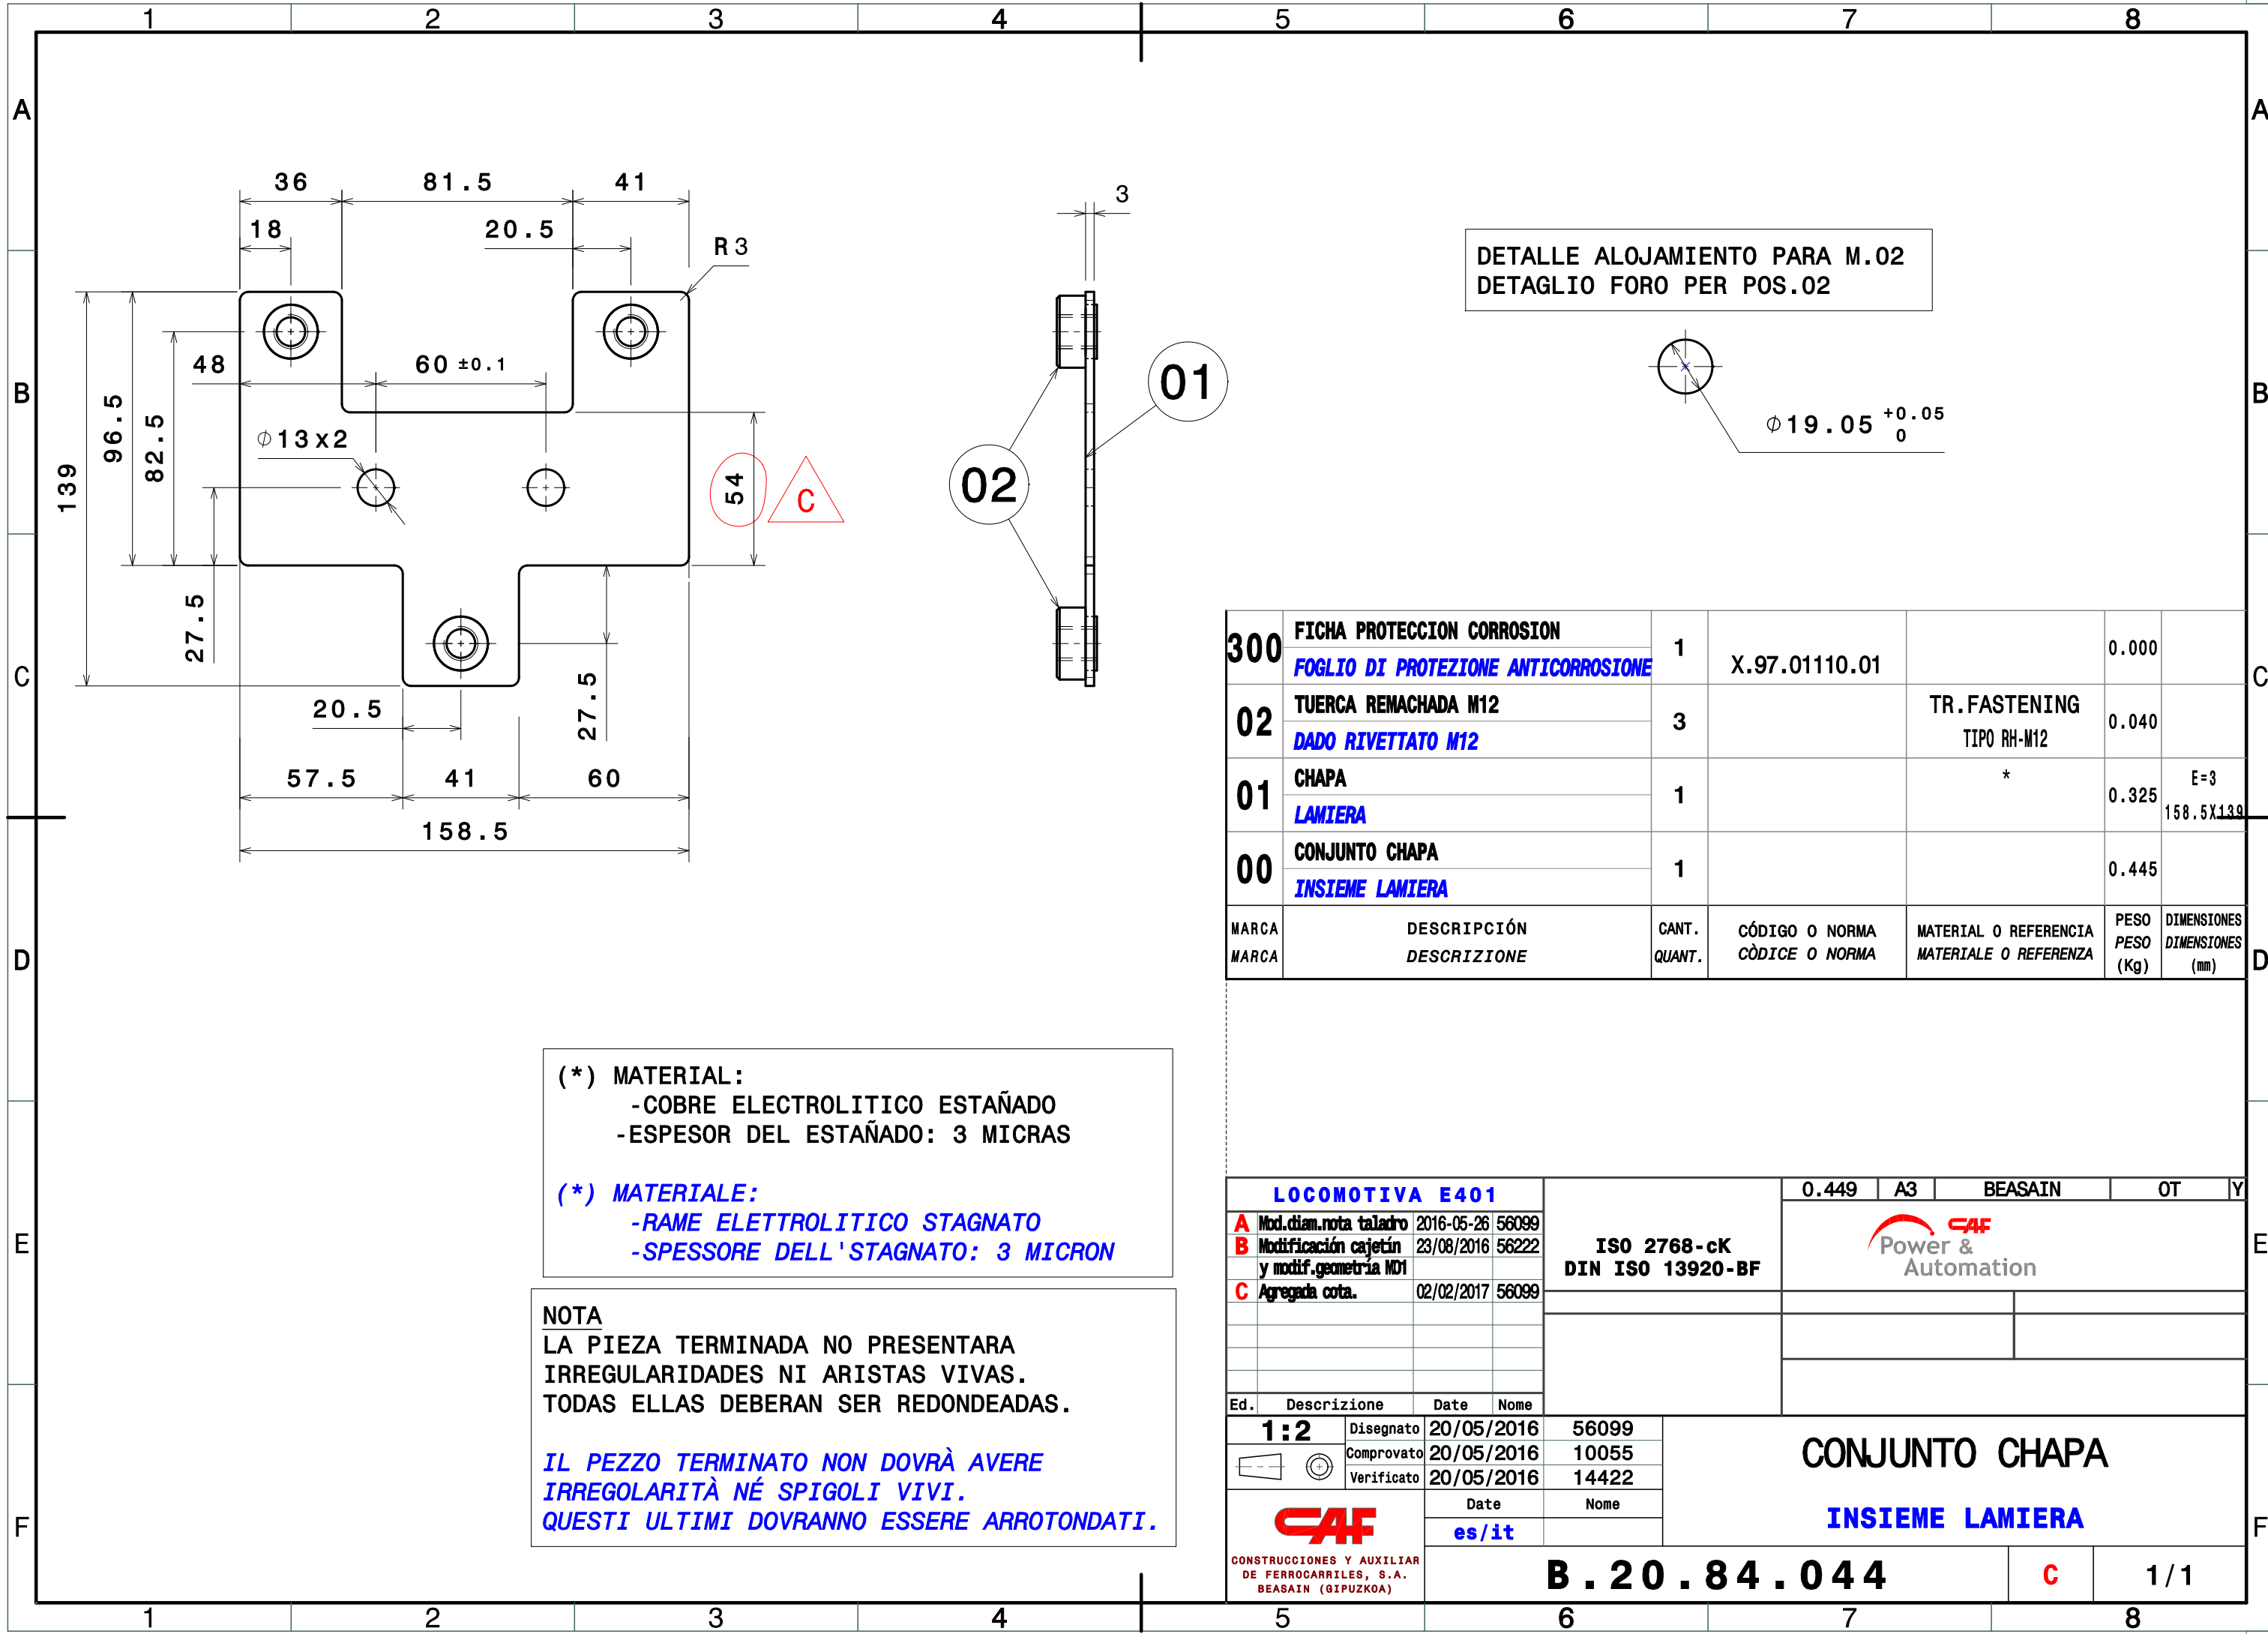 1 2 3 4 5 6 7 8
A A
B B
C C
D D
E E
F F
36 81.5 41
18 20.5
R3
48 60 ±0.1
139 96.5 82.5
Ø13x2
54
C
27.5
27.5
20.5
57.5 41 60
158.5
3
01
02
DETALLE ALOJAMIENTO PARA M.02
DETAGLIO FORO PER POS.02
Ø19.05 +0.05
0
300 FICHA PROTECCION CORROSION 1 X.97.01110.01 0.000
FOGLIO DI PROTEZIONE ANTICORROSIONE
02 TUERCA REMACHADA M12 3 TR.FASTENING 0.040
DADO RIVETTATO M12 TIPO RH-M12
01 CHAPA 1 * 0.325 E=3
LAMIERA 158.5X139
00 CONJUNTO CHAPA 1 0.445
INSIEME LAMIERA
MARCA DESCRIPCIÓN CANT. CÓDIGO O NORMA MATERIAL O REFERENCIA PESO DIMENSIONES
MARCA DESCRIZIONE QUANT. CÒDICE O NORMA MATERIALE O REFERENZA PESO DIMENSIONES
(Kg) (mm)
(*) MATERIAL:
-COBRE ELECTROLITICO ESTAÑADO
-ESPESOR DEL ESTAÑADO: 3 MICRAS
(*) MATERIALE:
-RAME ELETTROLITICO STAGNATO
-SPESSORE DELL'STAGNATO: 3 MICRON
NOTA
LA PIEZA TERMINADA NO PRESENTARA
IRREGULARIDADES NI ARISTAS VIVAS.
TODAS ELLAS DEBERAN SER REDONDEADAS.
IL PEZZO TERMINATO NON DOVRÀ AVERE
IRREGOLARITÀ NÉ SPIGOLI VIVI.
QUESTI ULTIMI DOVRANNO ESSERE ARROTONDATI.
LOCOMOTIVA E401
A Mod.diam.nota taladro 2016-05-26 56099
B Modificación cajetín 23/08/2016 56222
y modif.geometría M01
C Agregada cota. 02/02/2017 56099
Ed. Descrizione Date Nome
ISO 2768-cK
DIN ISO 13920-BF
0.449 A3 BEASAIN OT Y
CAF
Power &
Automation
1:2
Disegnato 20/05/2016 56099
Comprovato 20/05/2016 10055
Verificato 20/05/2016 14422
Date Nome
es/it
CAF
CONSTRUCCIONES Y AUXILIAR
DE FERROCARRILES, S.A.
BEASAIN (GIPUZKOA)
CONJUNTO CHAPA
INSIEME LAMIERA
B.20.84.044 C 1/1
1 2 3 4 5 6 7 8